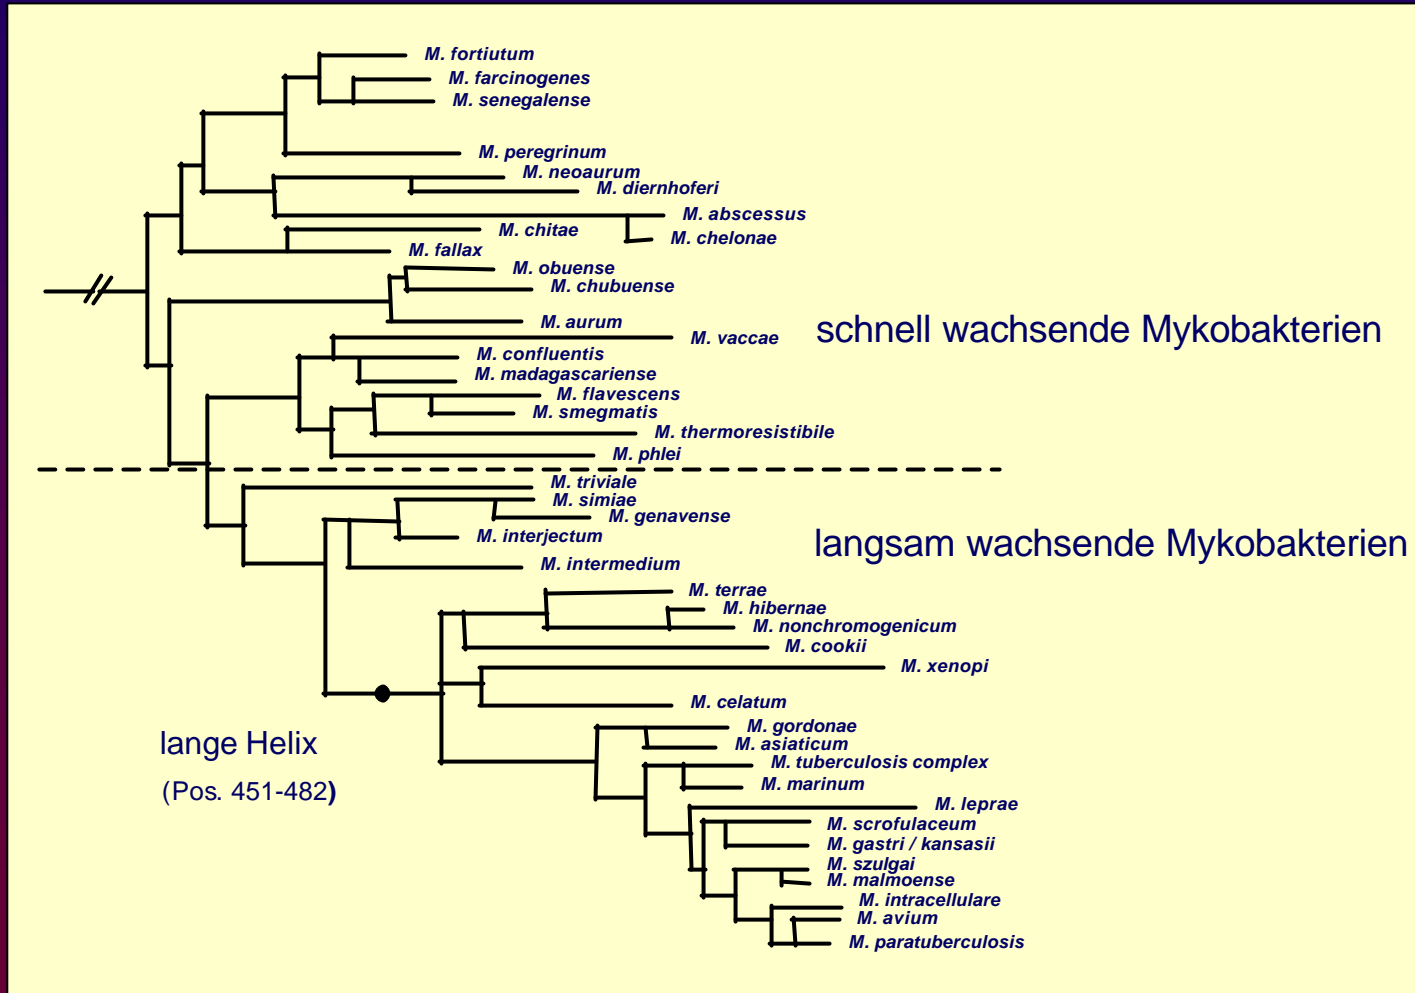 M. fortiutum
M. farcinogenes
M. senegalense
M. peregrinum
M. neoaurum
M. diernhoferi
M. abscessus
M. chitae
M. chelonae
M. fallax
M. obuense
M. chubuense
M. aurum
schnell wachsende Mykobakterien
M. vaccae
M. confluentis
M. madagascariense
M. flavescens
M. smegmatis
M. thermoresistibile
M. phlei
M. triviale
M. simiae
M. genavense
M. interjectum
langsam wachsende Mykobakterien
M. intermedium
M. terrae
M. hibernae
M. nonchromogenicum
M. cookii
M. xenopi
M. celatum
M. gordonae
lange Helix
M. asiaticum
M. tuberculosis complex
M. marinum
(Pos. 451-482)
M. leprae
M. scrofulaceum
M. gastri / kansasii
M. szulgai
M. malmoense
M. intracellulare
M. avium
M. paratuberculosis